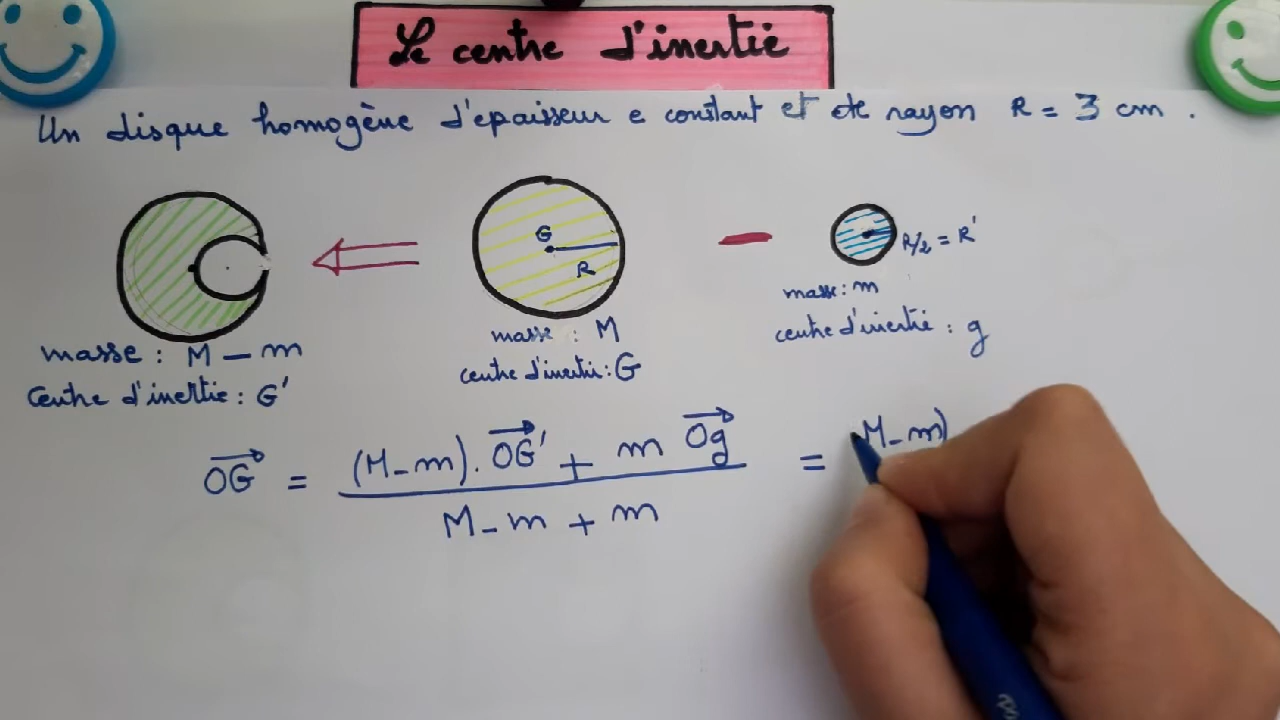 Le centre d'inertie
Un disque homogène d'epaisseur e constant et de rayon R = 3 cm .
G
R
R/2 = R'
masse : M - m
centre d'inertie : G'
masse : M
centre d'inertie : G
masse : m
centre d'inertie : g
OG = (M - m) . OG' + m Og / M - m + m = (M - m)